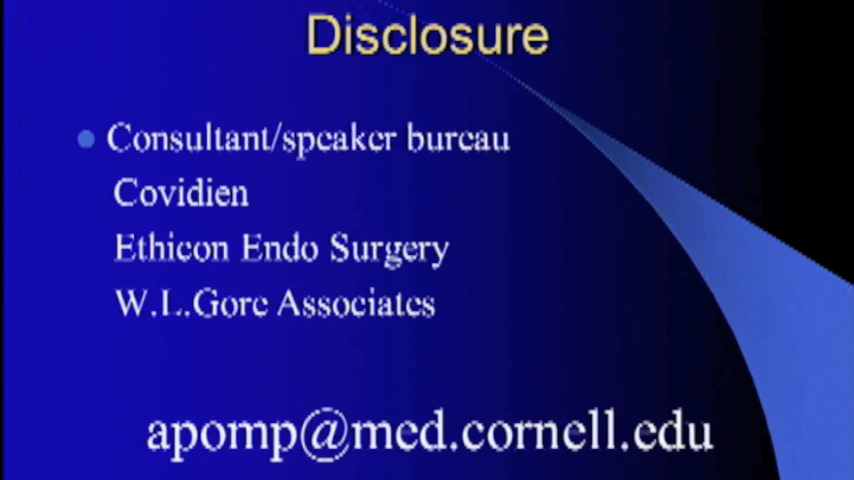 Disclosure
Consultant/speaker bureau
Covidien
Ethicon Endo Surgery
W.L.Gore Associates
apomp@med.cornell.edu